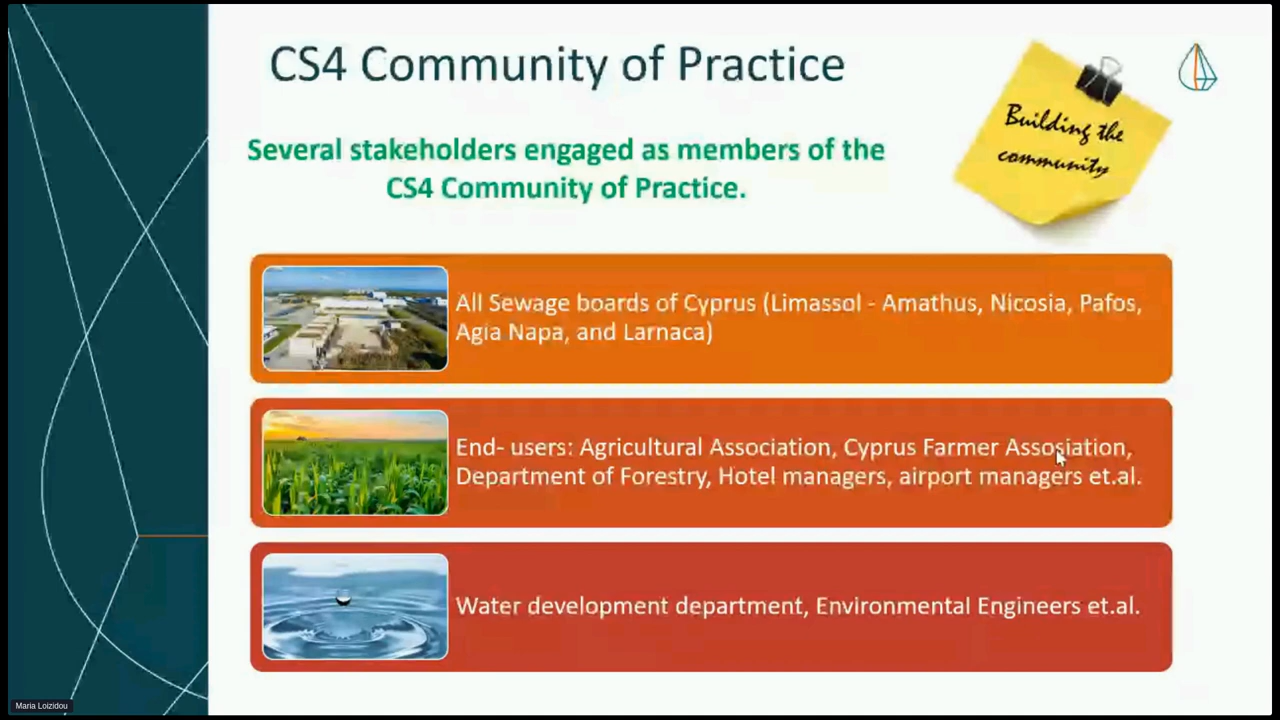 CS4 Community of Practice
Building the
community
Several stakeholders engaged as members of the
CS4 Community of Practice.
All Sewage boards of Cyprus (Limassol - Amathus, Nicosia, Pafos,
Agia Napa, and Larnaca)
End- users: Agricultural Association, Cyprus Farmer Assosiation,
Department of Forestry, Hotel managers, airport managers et.al.
Water development department, Environmental Engineers et.al.
Maria Loizidou